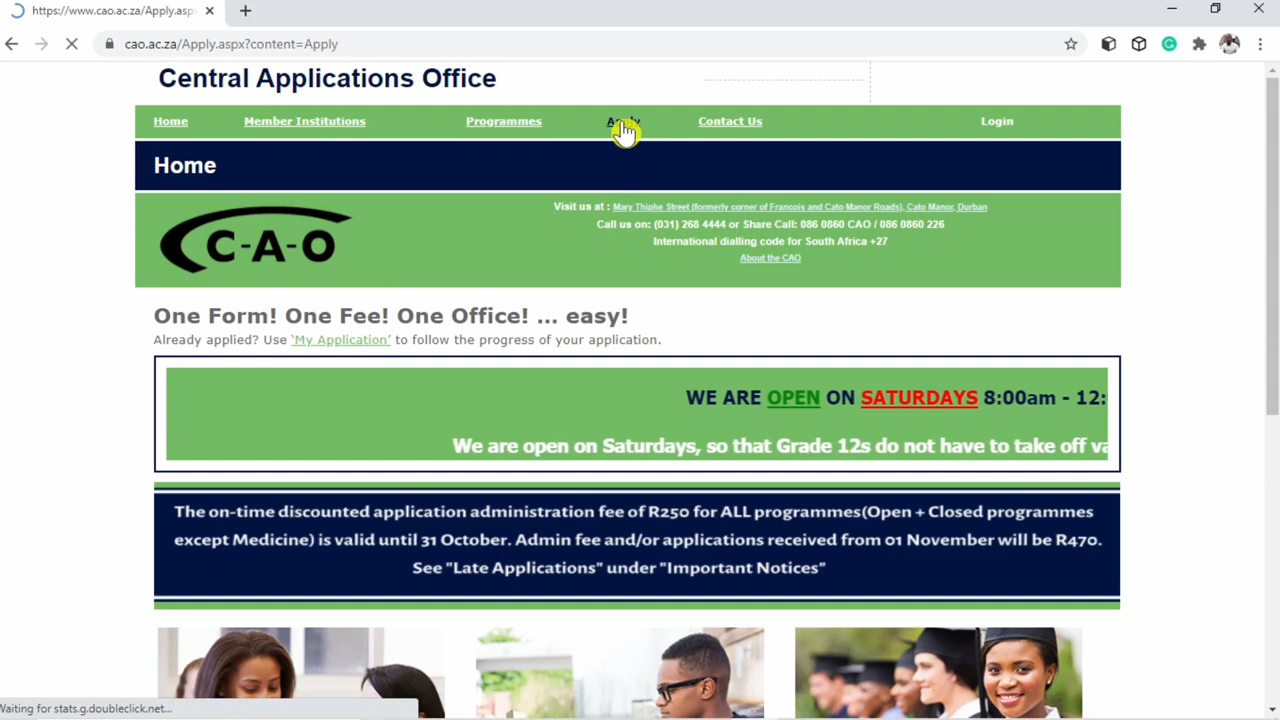 https://www.cao.ac.za/Apply.asp
cao.ac.za/Apply.aspx?content=Apply
Central Applications Office
Home Member Institutions Programmes Apply Contact Us Login
Home
C-A-O
Visit us at : Mary Thiphe Street (formerly corner of Francois and Cato Manor Roads), Cato Manor, Durban
Call us on: (031) 268 4444 or Share Call: 086 0860 CAO / 086 0860 226
International dialling code for South Africa +27
About the CAO
One Form! One Fee! One Office! ... easy!
Already applied? Use ‘My Application’ to follow the progress of your application.
WE ARE OPEN ON SATURDAYS 8:00am - 12:
We are open on Saturdays, so that Grade 12s do not have to take off va
The on-time discounted application administration fee of R250 for ALL programmes(Open + Closed programmes
except Medicine) is valid until 31 October. Admin fee and/or applications received from 01 November will be R470.
See "Late Applications" under "Important Notices"
Waiting for stats.g.doubleclick.net...